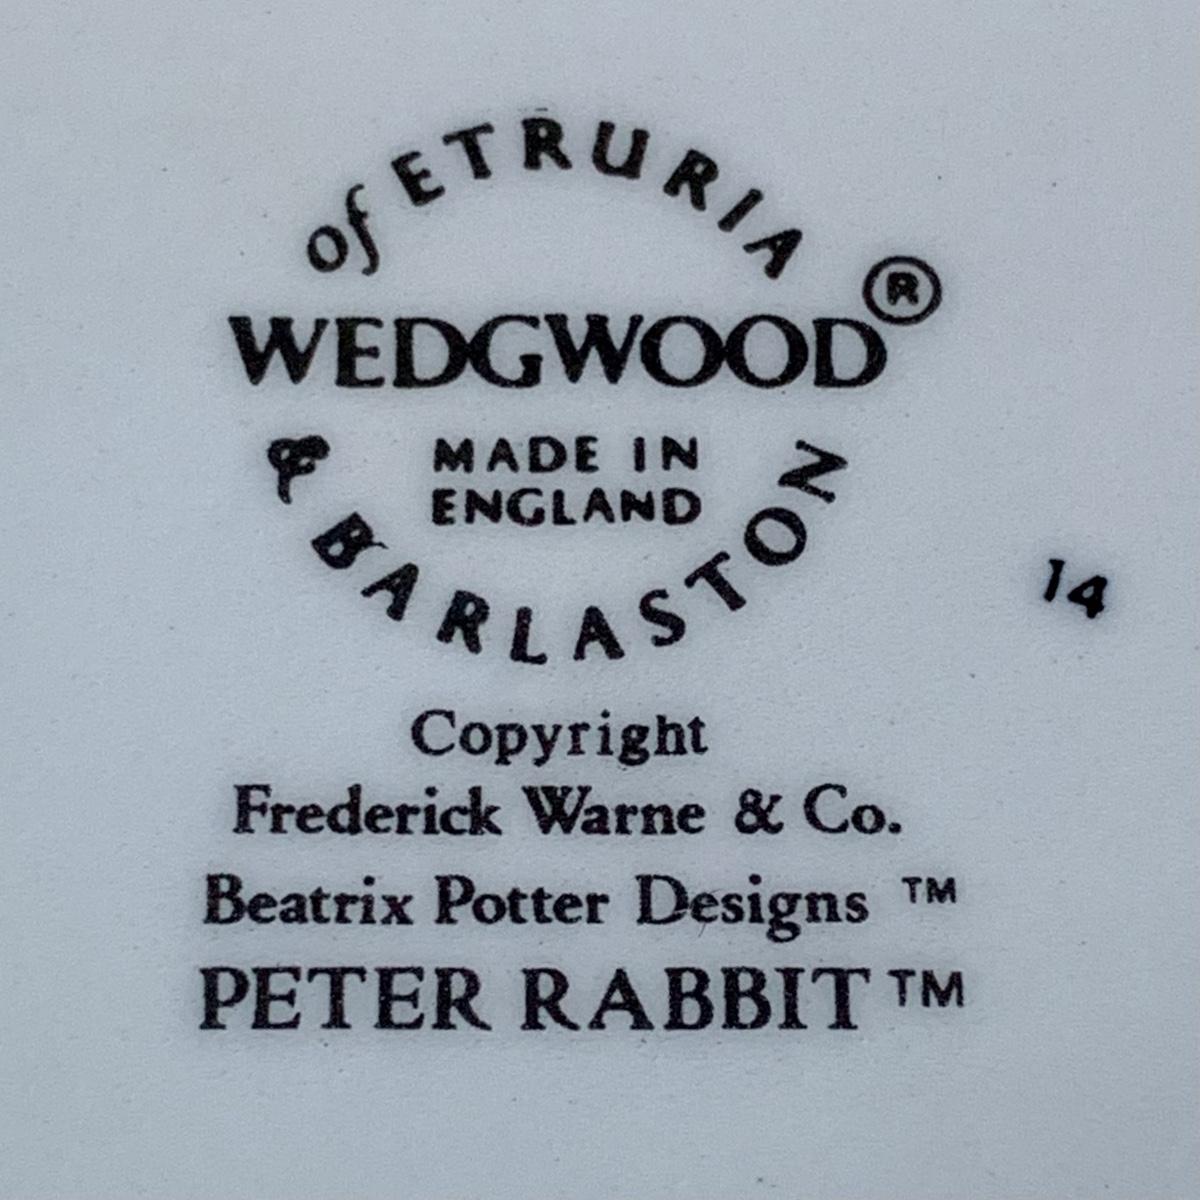 of ETRURIA
WEDGWOOD ®
MADE IN
ENGLAND
& BARLASTON
14
Copyright
Frederick Warne & Co.
Beatrix Potter Designs ™
PETER RABBIT ™